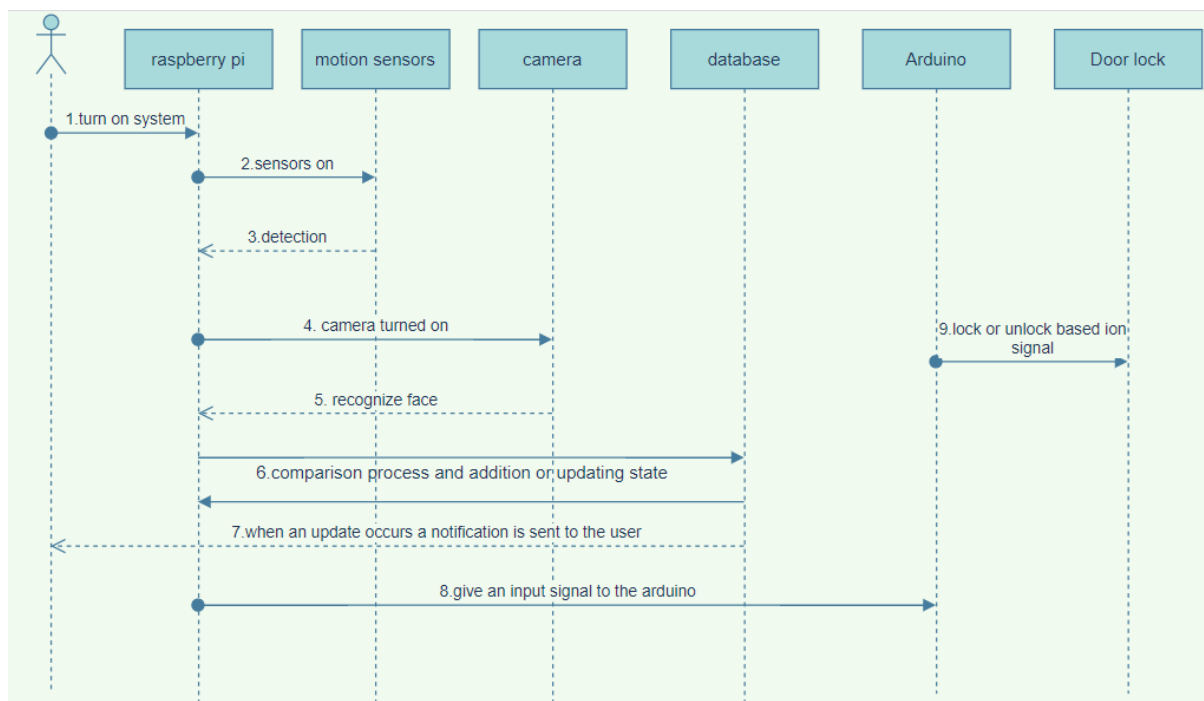 raspberry pi
motion sensors
camera
database
Arduino
Door lock
1.turn on system
2.sensors on
3.detection
4. camera turned on
9.lock or unlock based ion
signal
5. recognize face
6.comparison process and addition or updating state
7.when an update occurs a notification is sent to the user
8.give an input signal to the arduino